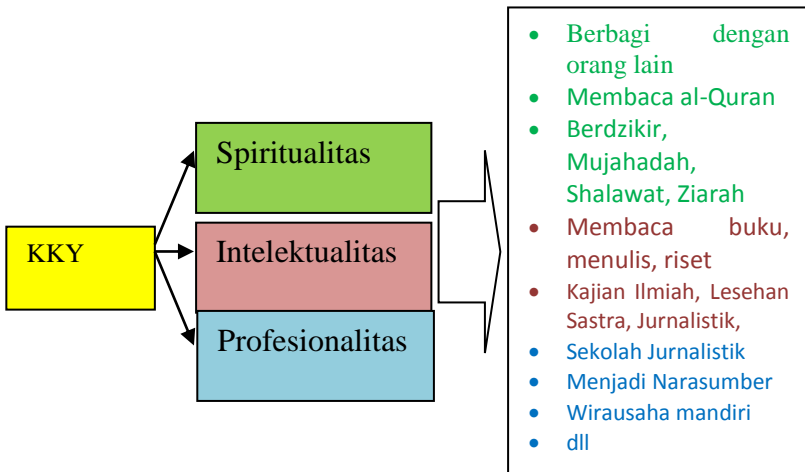 KKY
Spiritualitas
Intelektualitas
Profesionalitas
• Berbagi dengan
orang lain
• Membaca al-Quran
• Berdzikir,
Mujahadah,
Shalawat, Ziarah
• Membaca buku,
menulis, riset
• Kajian Ilmiah, Lesehan
Sastra, Jurnalistik,
• Sekolah Jurnalistik
• Menjadi Narasumber
• Wirausaha mandiri
• dll